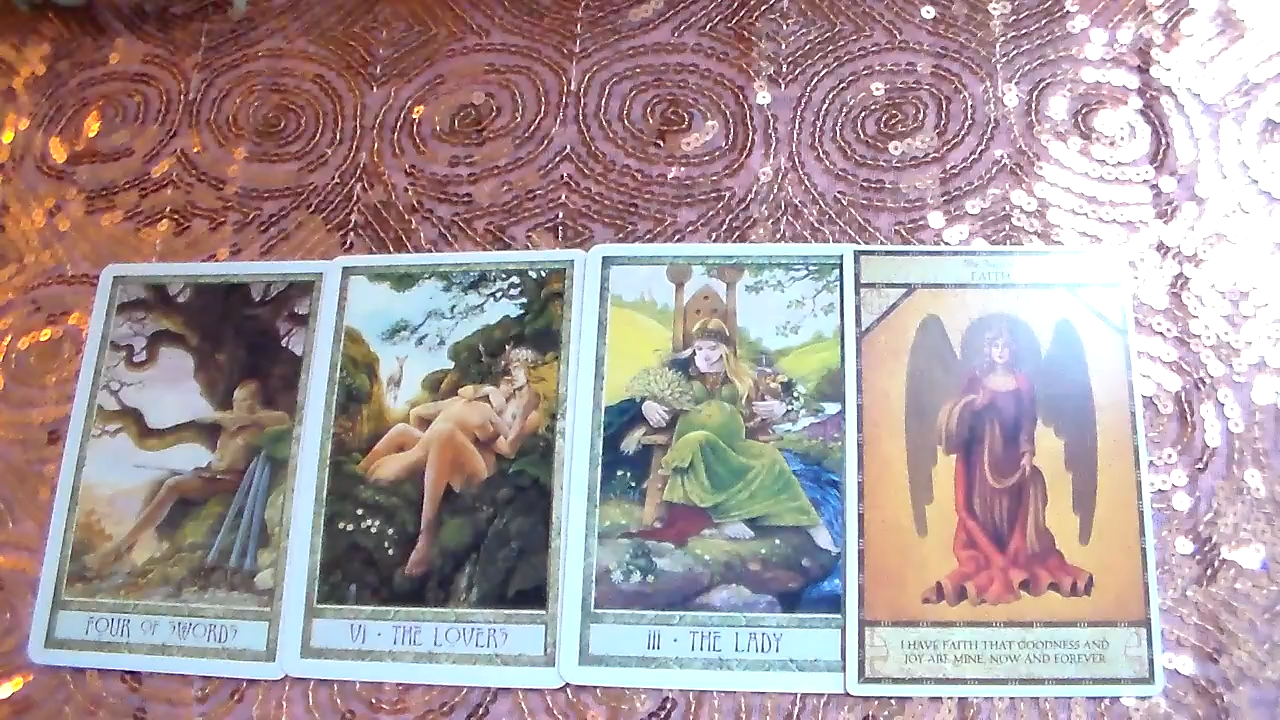 FOUR OF SWORDS
VI · THE LOVERS
III · THE LADY
FAITH
I HAVE FAITH THAT GOODNESS AND
JOY ARE MINE, NOW AND FOREVER